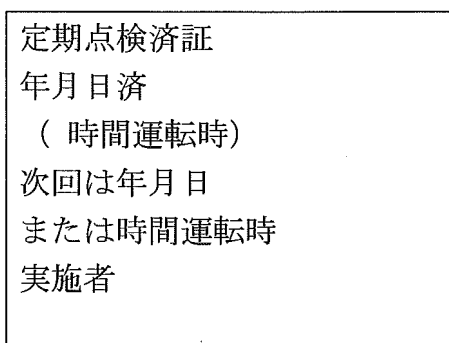 定期点検済証
年月日済
( 時間運転時)
次回は年月日
または時間運転時
実施者